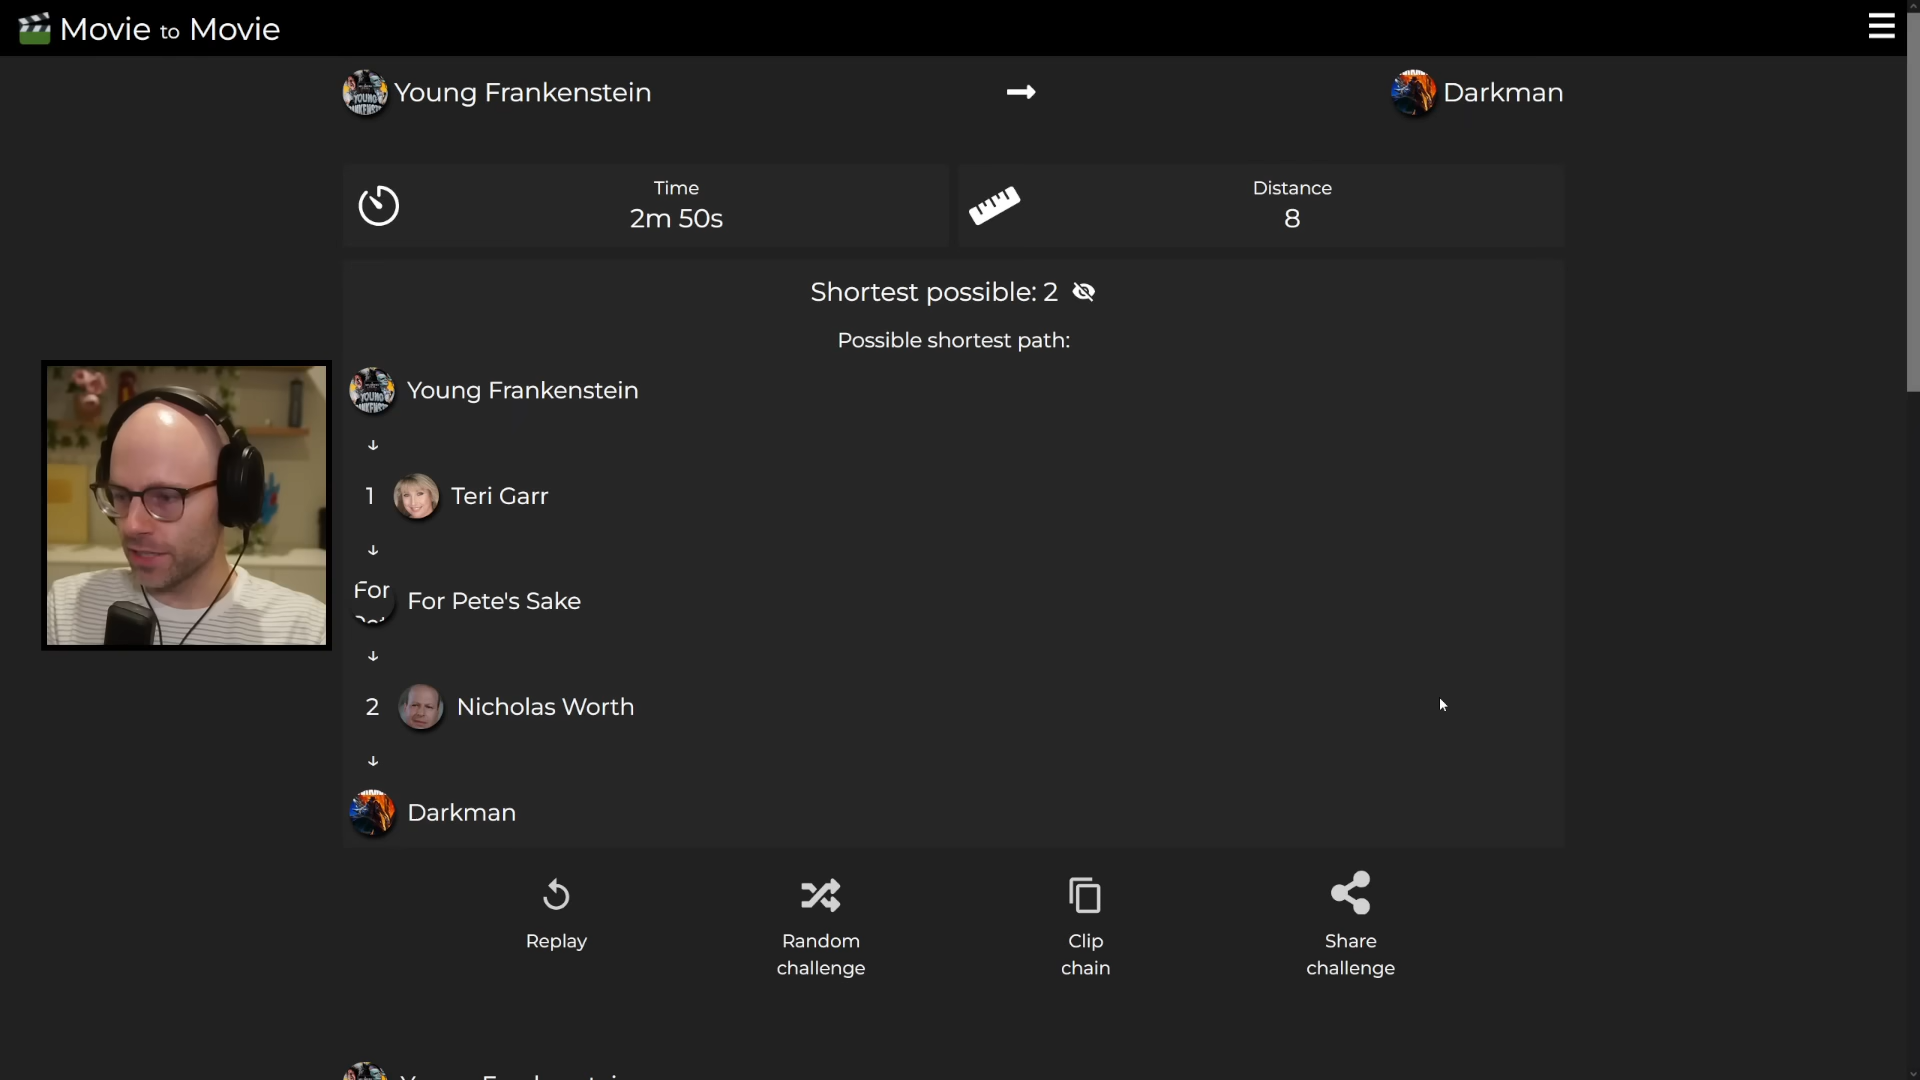 Movie to Movie
Young Frankenstein
Darkman
Time
2m 50s
Distance
8
Shortest possible: 2
Possible shortest path:
Young Frankenstein
1 Teri Garr
For
For Pete's Sake
2 Nicholas Worth
Darkman
Replay
Random
challenge
Clip
chain
Share
challenge